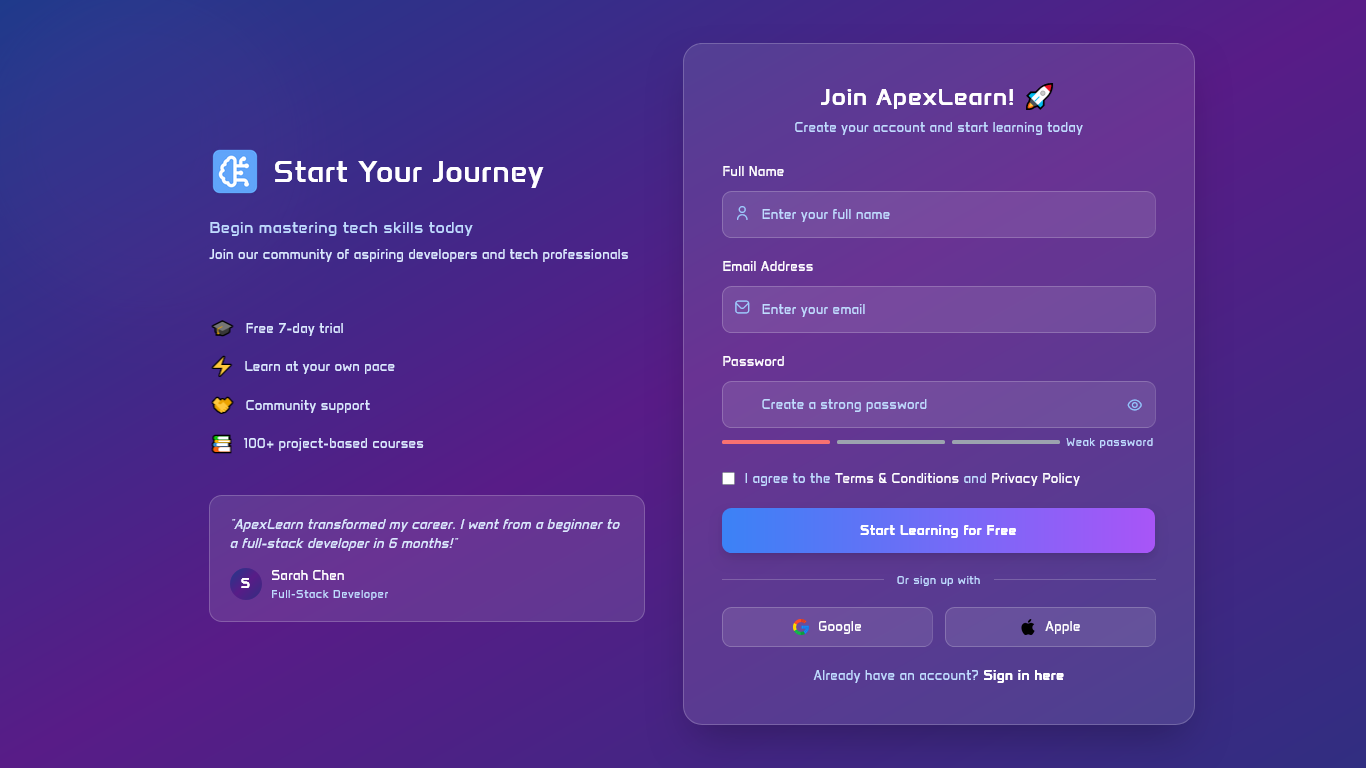 Start Your Journey
Begin mastering tech skills today
Join our community of aspiring developers and tech professionals
Free 7-day trial
Learn at your own pace
Community support
100+ project-based courses
"ApexLearn transformed my career. I went from a beginner to
a full-stack developer in 6 months!"
S
Sarah Chen
Full-Stack Developer
Join ApexLearn! 🚀
Create your account and start learning today
Full Name
Enter your full name
Email Address
Enter your email
Password
Create a strong password
Weak password
I agree to the Terms & Conditions and Privacy Policy
Start Learning for Free
Or sign up with
Google
Apple
Already have an account? Sign in here